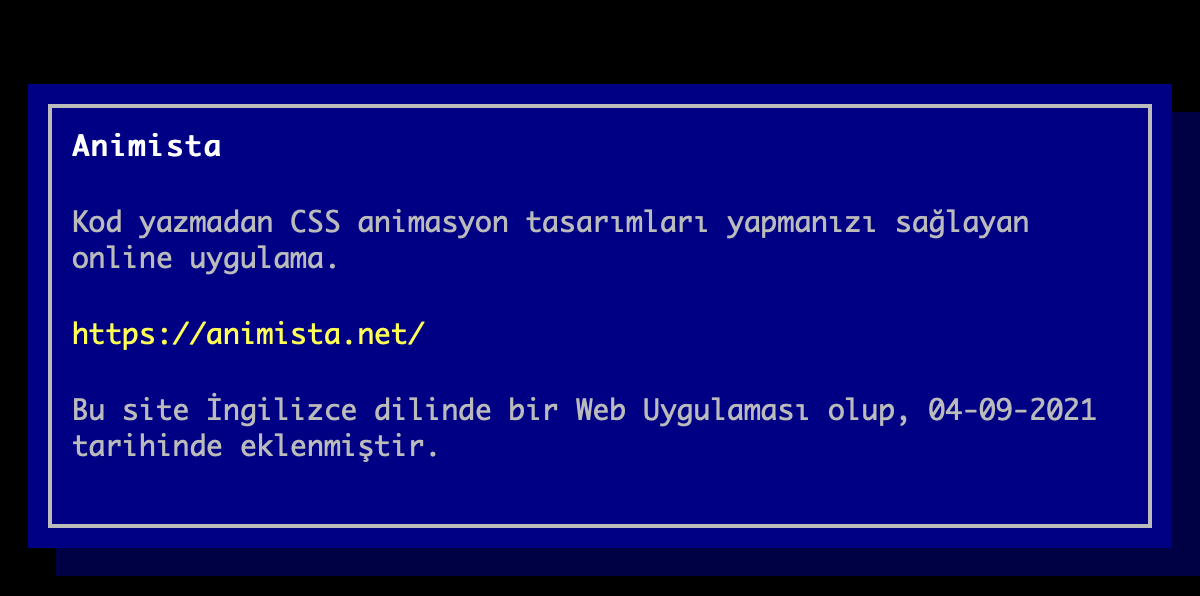 Animista
Kod yazmadan CSS animasyon tasarımları yapmanızı sağlayan
online uygulama.
https://animista.net/
Bu site İngilizce dilinde bir Web Uygulaması olup, 04-09-2021
tarihinde eklenmiştir.